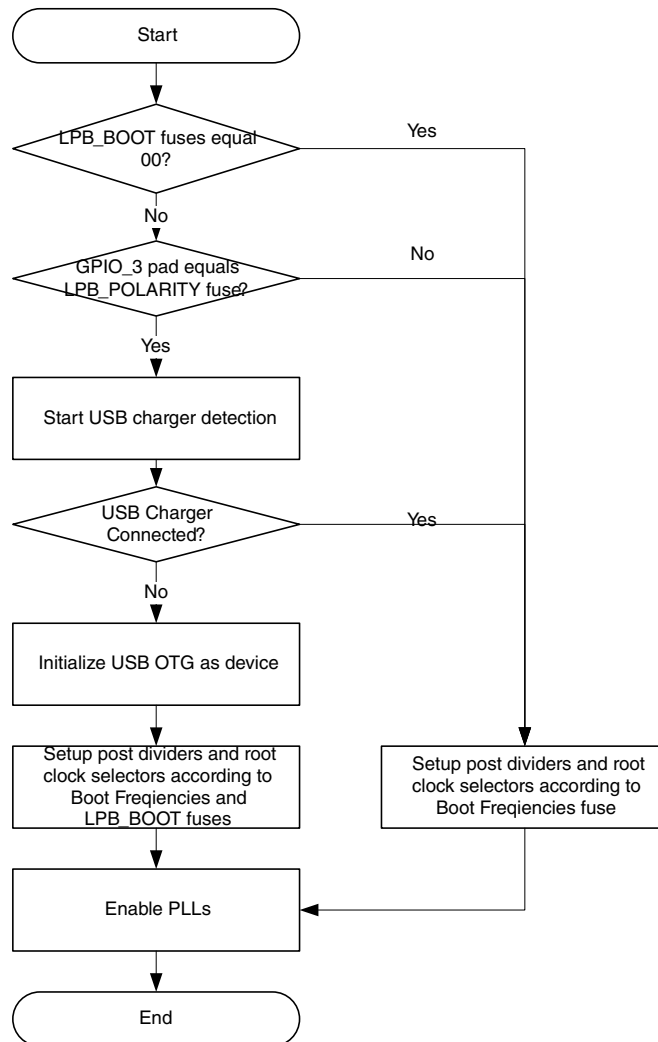 Start
LPB_BOOT fuses equal
00?
Yes
No
GPIO_3 pad equals
LPB_POLARITY fuse?
No
Yes
Start USB charger detection
USB Charger
Connected?
Yes
No
Initialize USB OTG as device
Setup post dividers and root
clock selectors according to
Boot Freqiencies and
LPB_BOOT fuses
Setup post dividers and root
clock selectors according to
Boot Freqiencies fuse
Enable PLLs
End